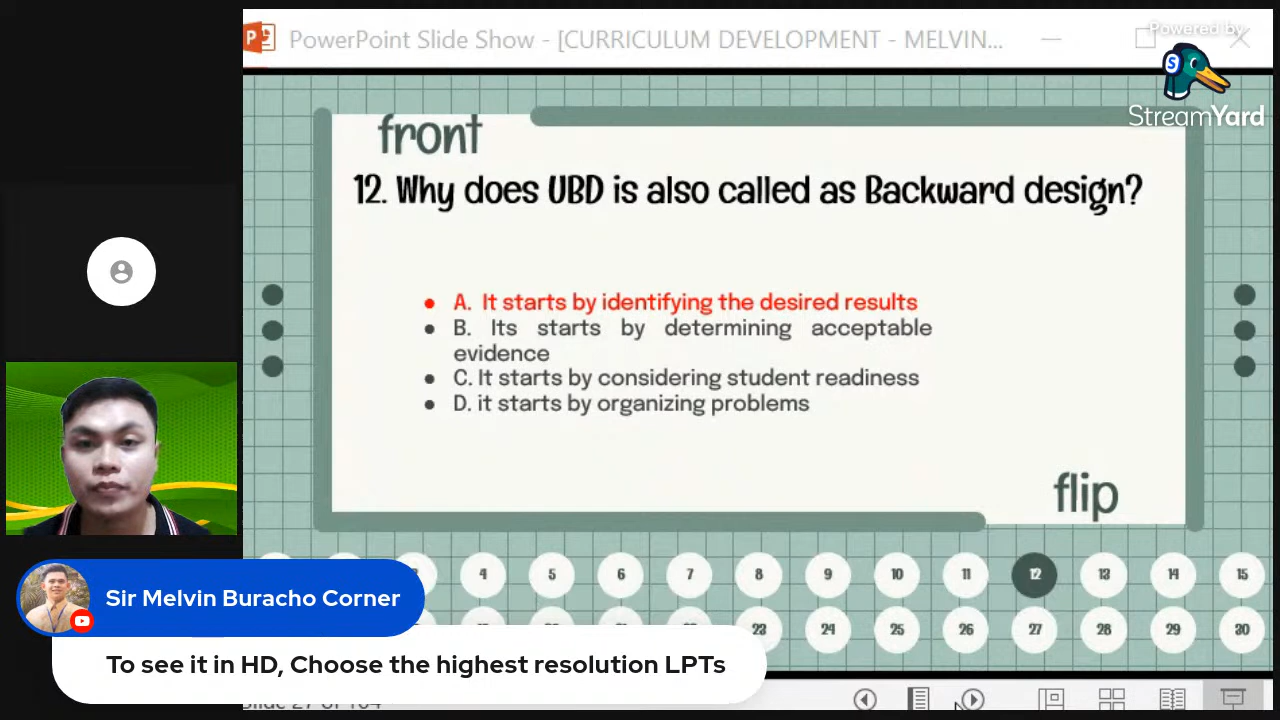 PowerPoint Slide Show - [CURRICULUM DEVELOPMENT - MELVIN...
Powered by
StreamYard
front
12. Why does UBD is also called as Backward design?
A. It starts by identifying the desired results
B. Its starts by determining acceptable
evidence
C. It starts by considering student readiness
D. it starts by organizing problems
flip
4 5 6 7 8 9 10 11 12 13 14 15
23 24 25 26 27 28 29 30
Sir Melvin Buracho Corner
To see it in HD, Choose the highest resolution LPTs